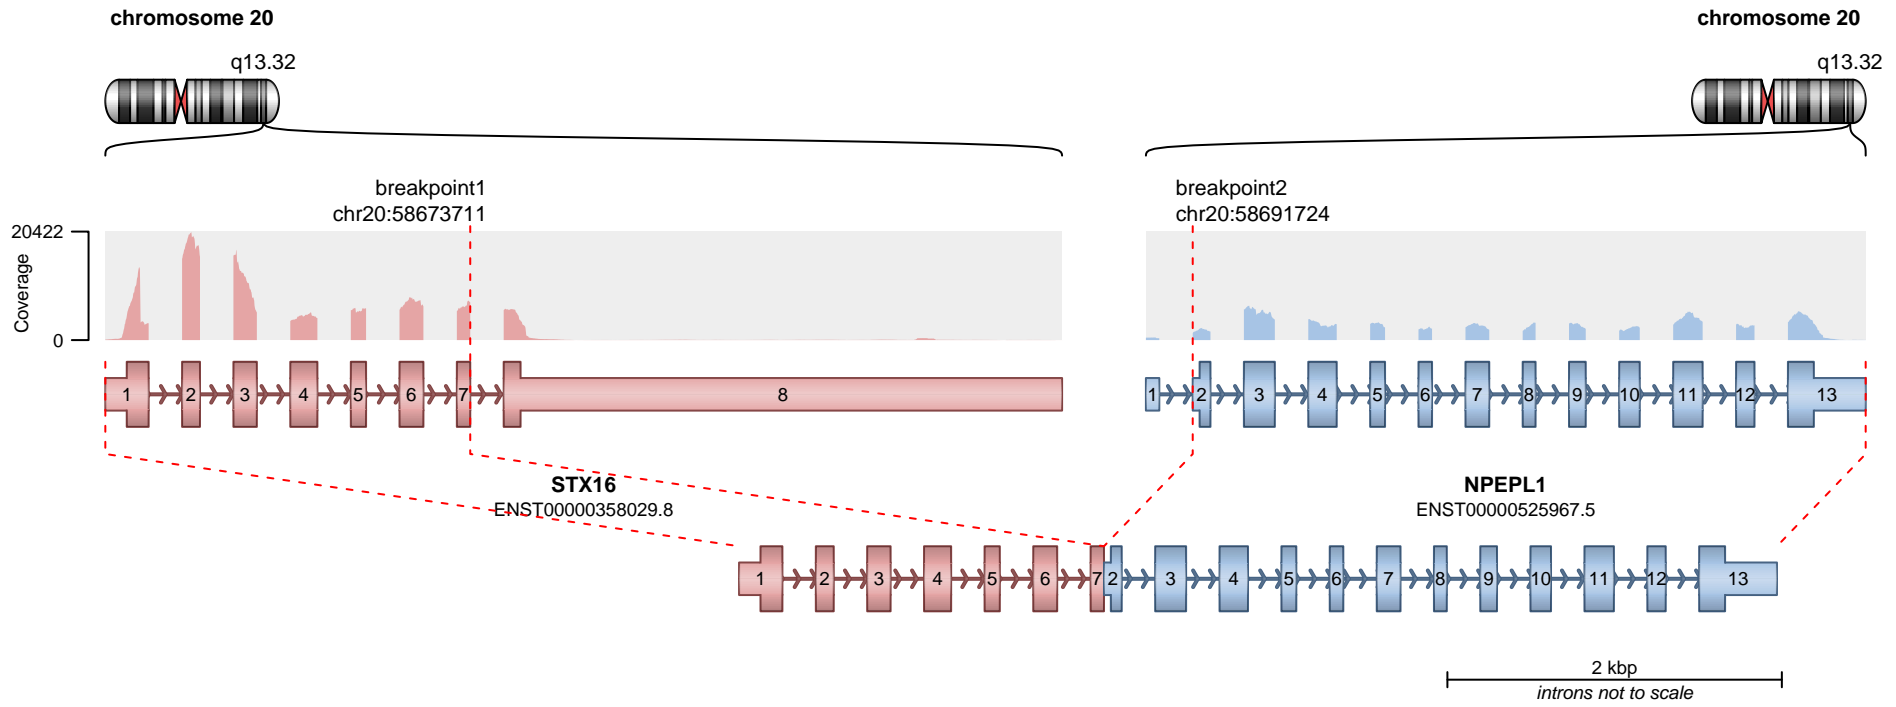 chromosome 20
chromosome 20
q13.32
q13.32
breakpoint1
chr20:58673711
breakpoint2
chr20:58691724
20422
0
Coverage
1 2 3 4 5 6 7 8
1 2 3 4 5 6 7 8 9 10 11 12 13
STX16
ENST00000358029.8
NPEPL1
ENST00000525967.5
1 2 3 4 5 6 7 2 3 4 5 6 7 8 9 10 11 12 13
2 kbp
introns not to scale